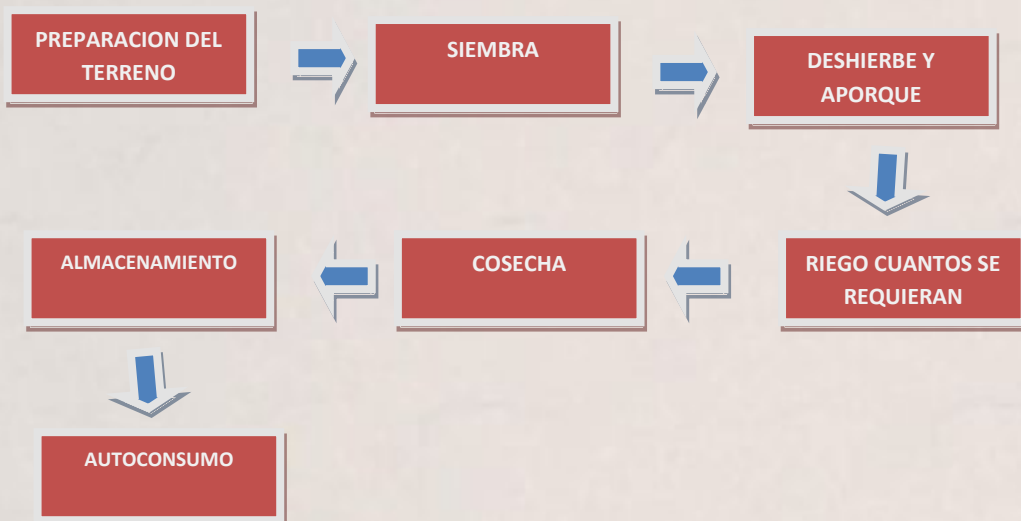 PREPARACION DEL
TERRENO
SIEMBRA
DESHIERBE Y
APORQUE
RIEGO CUANTOS SE
REQUIERAN
COSECHA
ALMACENAMIENTO
AUTOCONSUMO